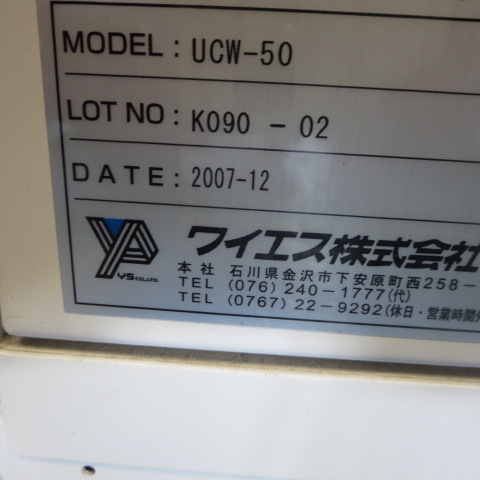 MODEL : UCW-50
LOT NO : K090 - 02
DATE : 2007-12
YS CO.,LTD.
ワイエス株式会社
本 社 石川県金沢市下安原町西258-
TEL (076) 240-1777(代)
TEL (0767) 22-9292(休日・営業時間外